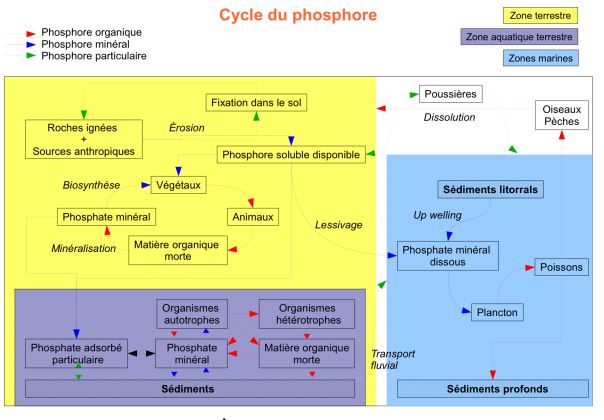 Cycle du phosphore
Zone terrestre
Zone aquatique terrestre
Zones marines
Phosphore organique
Phosphore minéral
Phosphore particulaire
Fixation dans le sol
Poussières
Oiseaux
Pèches
Dissolution
Roches ignées
+
Sources anthropiques
Érosion
Phosphore soluble disponible
Biosynthèse
Végétaux
Sédiments litorrals
Phosphate minéral
Animaux
Lessivage
Up welling
Minéralisation
Matière organique
morte
Phosphate minéral
dissous
Poissons
Plancton
Organismes
autotrophes
Organismes
hétérotrophes
Phosphate adsorbé
particulaire
Phosphate
minéral
Matière organique
morte
Transport
fluvial
Sédiments
Sédiments profonds